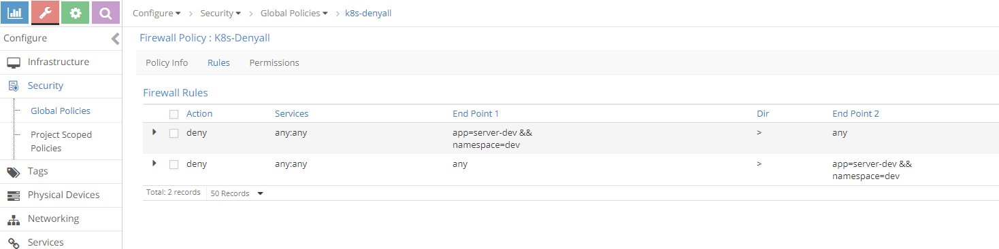 Configure > Security > Global Policies > k8s-denyall
Configure
Firewall Policy : K8s-Denyall
Infrastructure
Policy Info Rules Permissions
Security
Firewall Rules
Global Policies
Action Services End Point 1 Dir End Point 2
Project Scoped
Policies
deny any:any app=server-dev && > any
namespace=dev
deny any:any any > app=server-dev &&
namespace=dev
Tags
Total: 2 records 50 Records
Physical Devices
Networking
Services